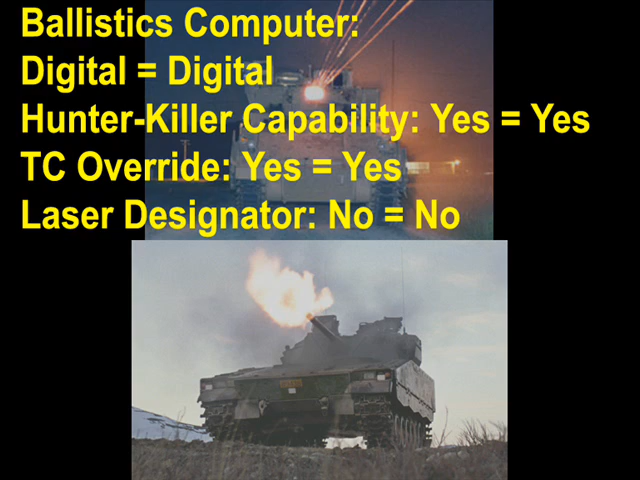 Ballistics Computer:
Digital = Digital
Hunter-Killer Capability: Yes = Yes
TC Override: Yes = Yes
Laser Designator: No = No